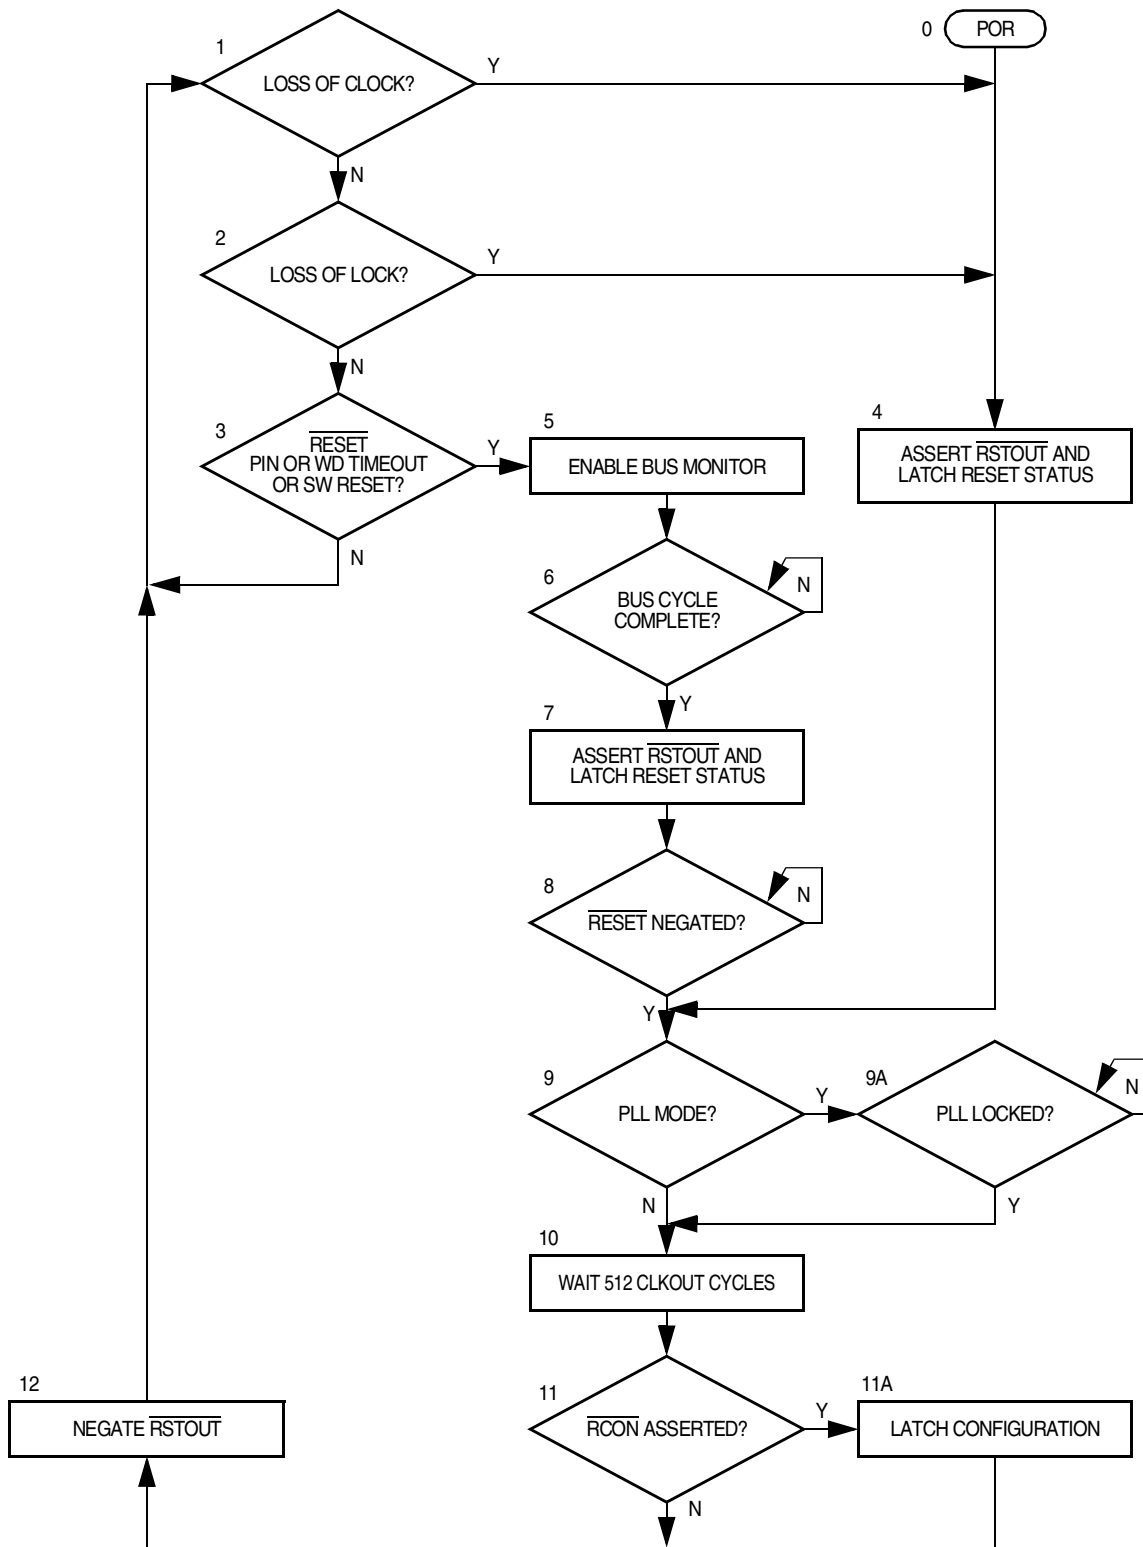 0
POR
1
LOSS OF CLOCK?
Y
N
2
LOSS OF LOCK?
Y
N
3
RESET
PIN OR WD TIMEOUT
OR SW RESET?
Y
N
4
ASSERT RSTOUT AND
LATCH RESET STATUS
5
ENABLE BUS MONITOR
6
BUS CYCLE
COMPLETE?
N
Y
7
ASSERT RSTOUT AND
LATCH RESET STATUS
8
RESET NEGATED?
N
Y
9
PLL MODE?
Y
N
9A
PLL LOCKED?
N
Y
10
WAIT 512 CLKOUT CYCLES
11
RCON ASSERTED?
Y
N
11A
LATCH CONFIGURATION
12
NEGATE RSTOUT